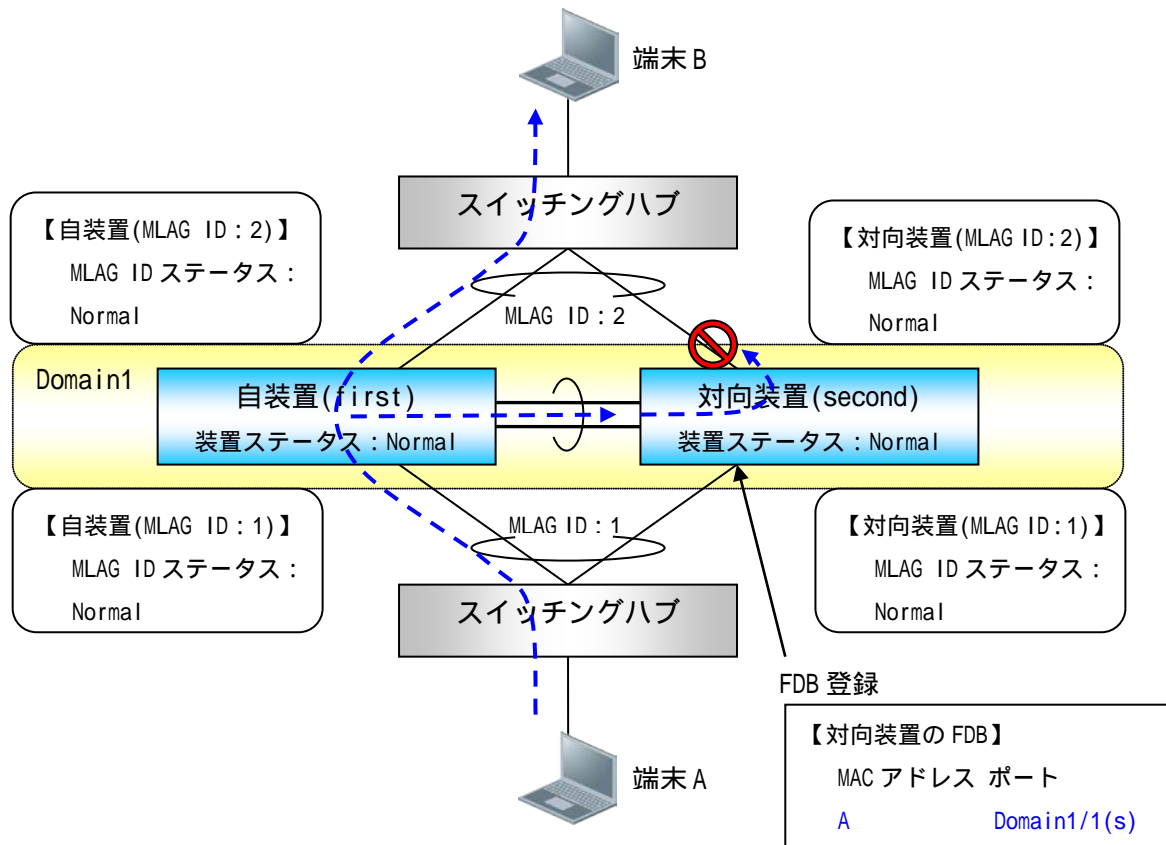 端末 B
スイッチングハブ
【自装置(MLAG ID：2)】
MLAG ID ステータス：
Normal
【対向装置(MLAG ID：2)】
MLAG ID ステータス：
Normal
MLAG ID：2
Domain1
自装置(first)
装置ステータス：Normal
対向装置(second)
装置ステータス：Normal
【自装置(MLAG ID：1)】
MLAG ID ステータス：
Normal
MLAG ID：1
【対向装置(MLAG ID：1)】
MLAG ID ステータス：
Normal
スイッチングハブ
FDB 登録
端末 A
【対向装置の FDB】
MAC アドレス ポート
A Domain1/1(s)